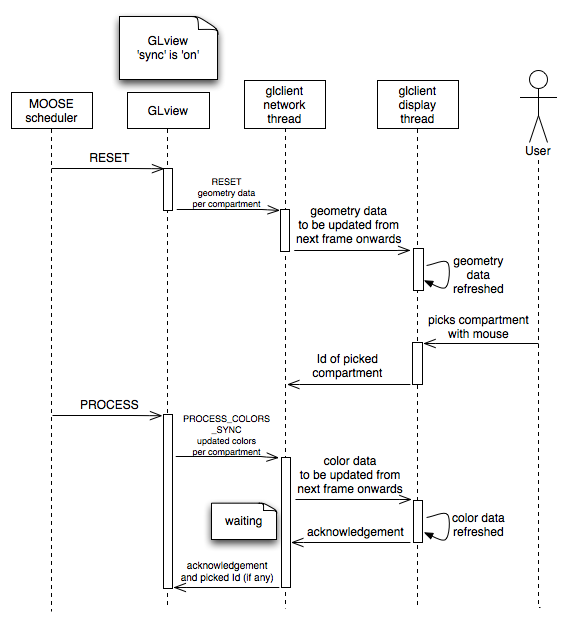 GLview
'sync' is 'on'
MOOSE
scheduler
GLview
glclient
network
thread
glclient
display
thread
User
RESET
RESET
geometry data
per compartment
geometry data
to be updated from
next frame onwards
geometry
data
refreshed
picks compartment
with mouse
Id of picked
compartment
PROCESS
PROCESS_COLORS
_SYNC
updated colors
per compartment
color data
to be updated from
next frame onwards
waiting
color data
refreshed
acknowledgement
acknowledgement
and picked Id (if any)